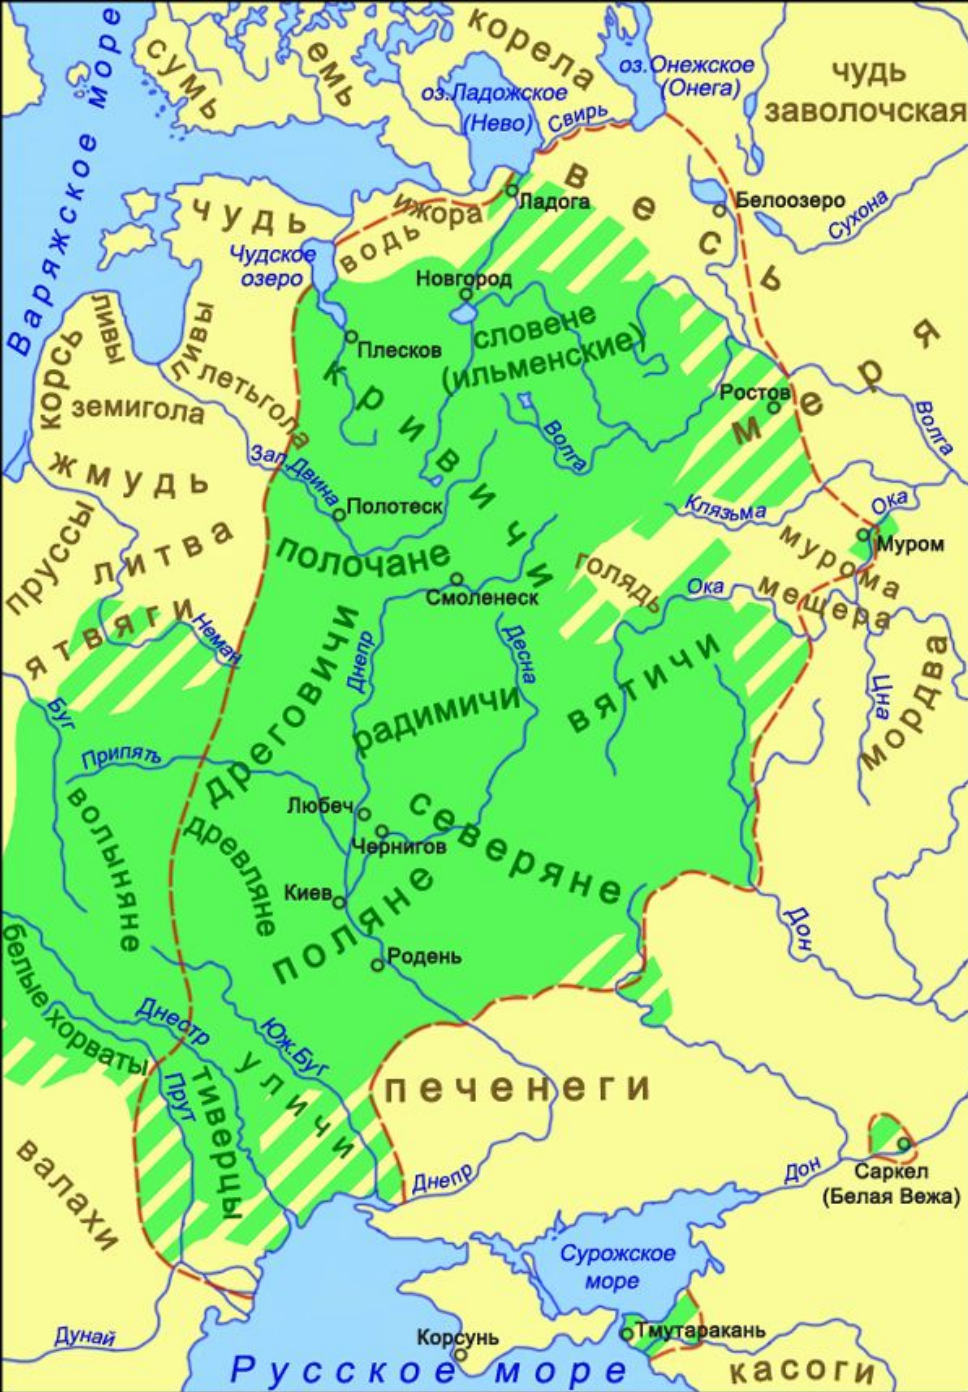 Варяжское море
сумь
емь
корела
оз.Онежское
(Онега)
чудь
заволочская
оз.Ладожское
(Нево)
Свирь
весь
Ладога
Белоозеро
Сухона
чудь
ижора
водь
Чудское
озеро
Новгород
ливы
ливы
корсь
словене
(ильменские)
Плесков
кривичи
летьгола
земигола
Ростов
меря
Волга
Волга
жмудь
Зап.Двина
Полотеск
Клязьма
Ока
Муром
пруссы
литва
полочане
голядь
мурома
мещера
Смоленеск
Ока
ятвяги
Неман
Днепр
Десна
вятичи
Цна
мордва
дреговичи
радимичи
Буг
Припять
волыняне
Любеч
северяне
древляне
Чернигов
Киев
поляне
Родень
Дон
белые хорваты
Днестр
Юж.Буг
уличи
Прут
тиверцы
печенеги
валахи
Днепр
Дон
Саркел
(Белая Вежа)
Сурожское
море
Дунай
Корсунь
Тмутаракань
Русское море
касоги